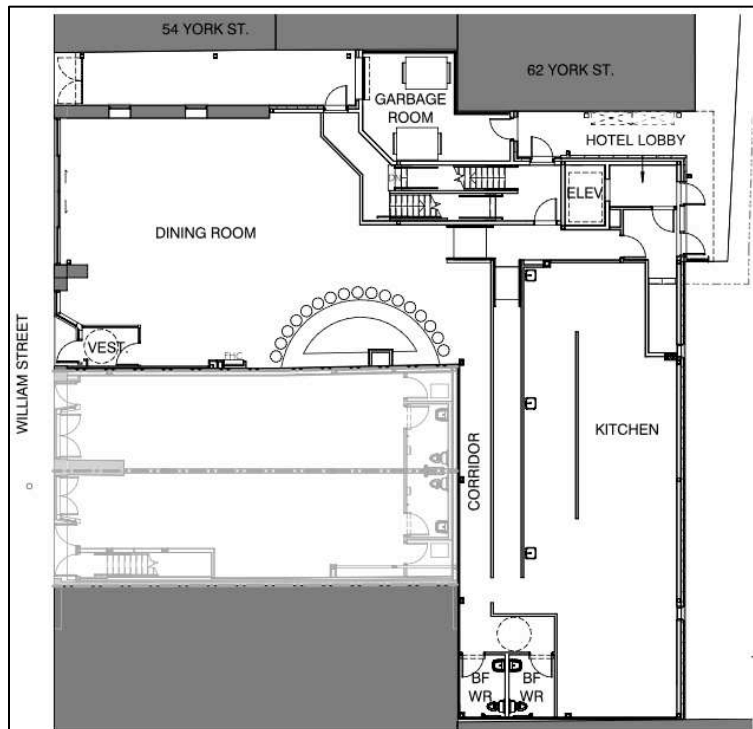 54 YORK ST.
62 YORK ST.
GARBAGE
ROOM
HOTEL LOBBY
DN
ELEV
DINING ROOM
WILLIAM STREET
VEST.
FHC
KITCHEN
CORRIDOR
BF
WR
BF
WR